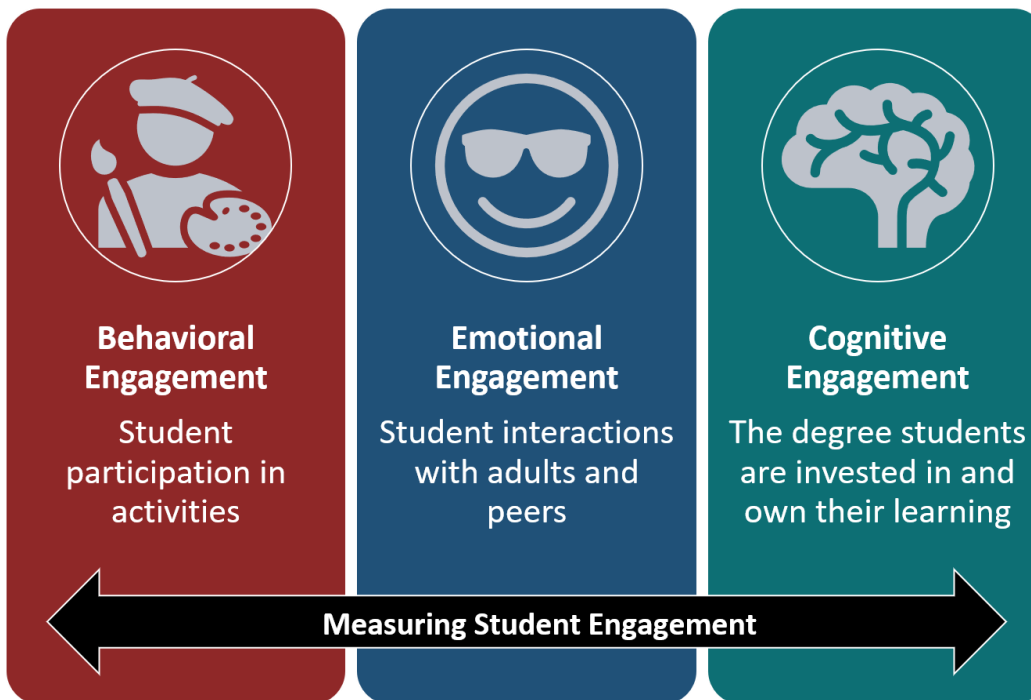 Behavioral
Engagement
Student
participation in
activities
Emotional
Engagement
Student interactions
with adults and
peers
Cognitive
Engagement
The degree students
are invested in and
own their learning
Measuring Student Engagement